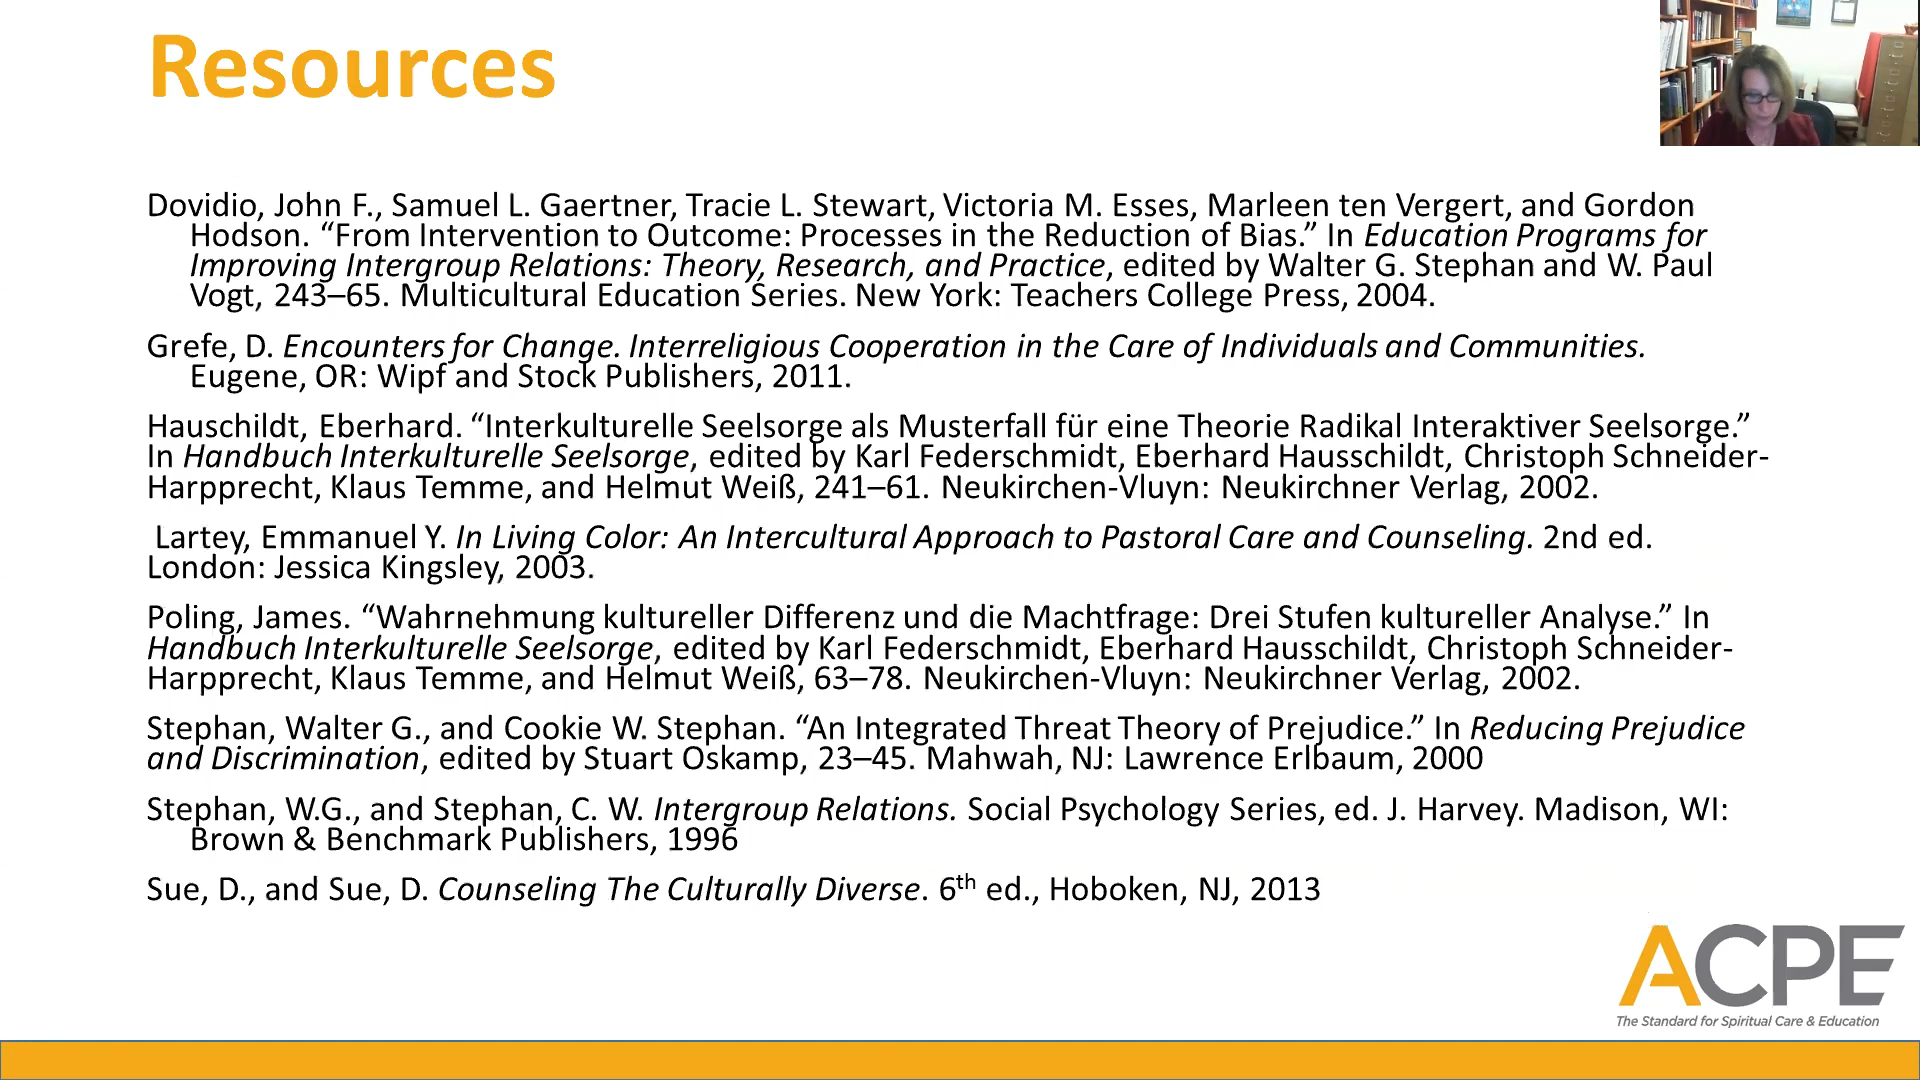 Resources
Dovidio, John F., Samuel L. Gaertner, Tracie L. Stewart, Victoria M. Esses, Marleen ten Vergert, and Gordon
Hodson. “From Intervention to Outcome: Processes in the Reduction of Bias.” In Education Programs for
Improving Intergroup Relations: Theory, Research, and Practice, edited by Walter G. Stephan and W. Paul
Vogt, 243–65. Multicultural Education Series. New York: Teachers College Press, 2004.
Grefe, D. Encounters for Change. Interreligious Cooperation in the Care of Individuals and Communities.
Eugene, OR: Wipf and Stock Publishers, 2011.
Hauschildt, Eberhard. “Interkulturelle Seelsorge als Musterfall für eine Theorie Radikal Interaktiver Seelsorge.”
In Handbuch Interkulturelle Seelsorge, edited by Karl Federschmidt, Eberhard Hausschildt, Christoph Schneider-
Harpprecht, Klaus Temme, and Helmut Weiß, 241–61. Neukirchen-Vluyn: Neukirchner Verlag, 2002.
Lartey, Emmanuel Y. In Living Color: An Intercultural Approach to Pastoral Care and Counseling. 2nd ed.
London: Jessica Kingsley, 2003.
Poling, James. “Wahrnehmung kultureller Differenz und die Machtfrage: Drei Stufen kultureller Analyse.” In
Handbuch Interkulturelle Seelsorge, edited by Karl Federschmidt, Eberhard Hausschildt, Christoph Schneider-
Harpprecht, Klaus Temme, and Helmut Weiß, 63–78. Neukirchen-Vluyn: Neukirchner Verlag, 2002.
Stephan, Walter G., and Cookie W. Stephan. “An Integrated Threat Theory of Prejudice.” In Reducing Prejudice
and Discrimination, edited by Stuart Oskamp, 23–45. Mahwah, NJ: Lawrence Erlbaum, 2000
Stephan, W.G., and Stephan, C. W. Intergroup Relations. Social Psychology Series, ed. J. Harvey. Madison, WI:
Brown & Benchmark Publishers, 1996
Sue, D., and Sue, D. Counseling The Culturally Diverse. 6th ed., Hoboken, NJ, 2013
ACPE
The Standard for Spiritual Care & Education